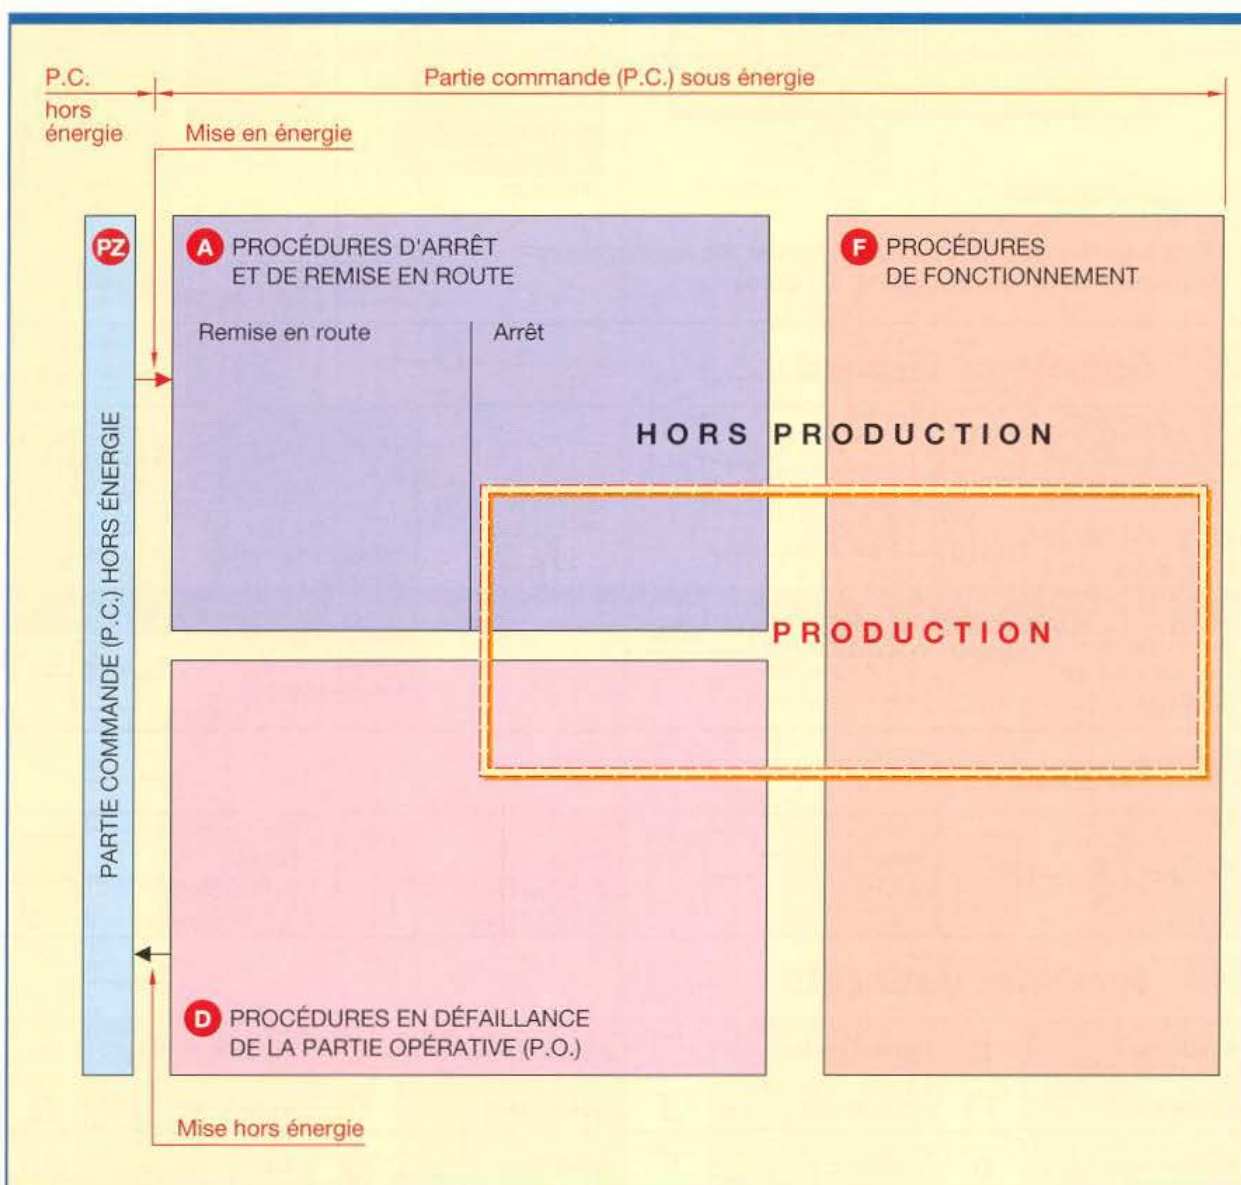 P.C.
hors
énergie
Partie commande (P.C.) sous énergie
Mise en énergie
PZ
PARTIE COMMANDE (P.C.) HORS ÉNERGIE
A PROCÉDURES D'ARRÊT
ET DE REMISE EN ROUTE
Remise en route
Arrêt
F PROCÉDURES
DE FONCTIONNEMENT
HORS PRODUCTION
PRODUCTION
D PROCÉDURES EN DÉFAILLANCE
DE LA PARTIE OPÉRATIVE (P.O.)
Mise hors énergie